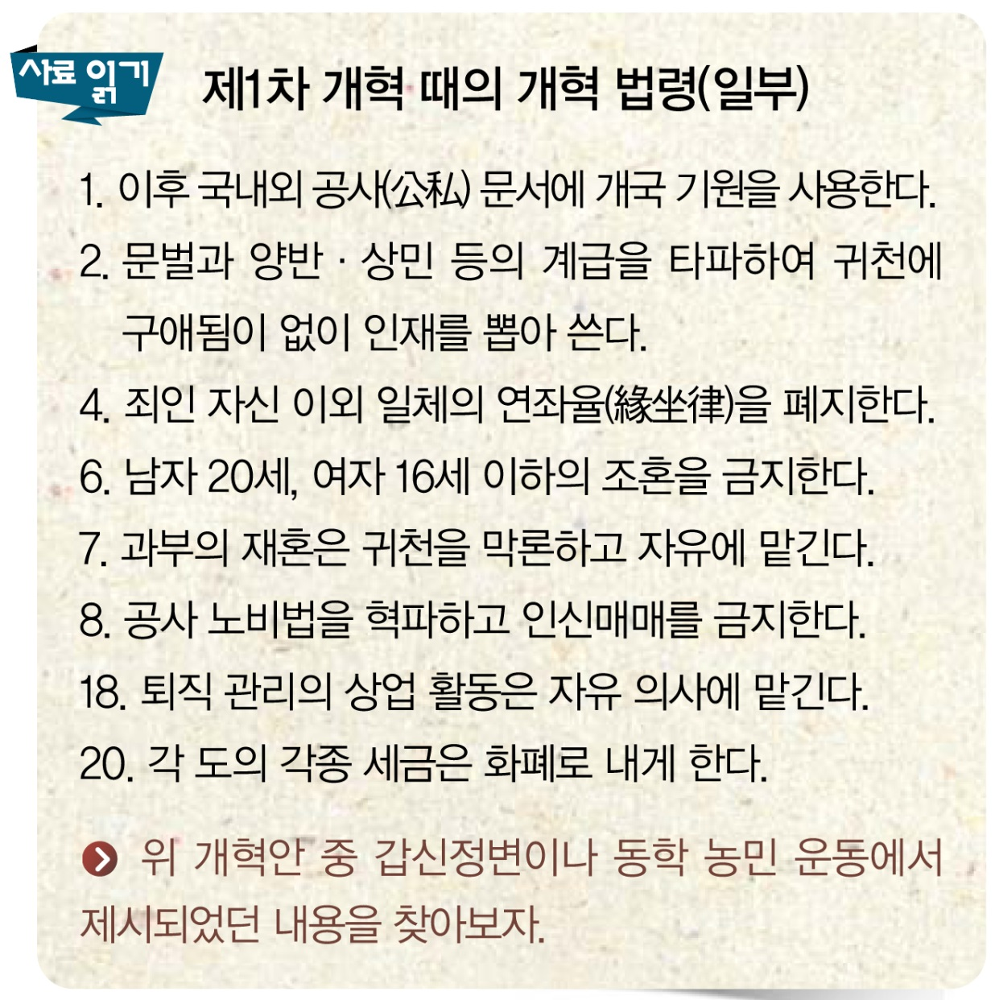 사료 읽기
제1차 개혁 때의 개혁 법령(일부)
1. 이후 국내외 공사(公私) 문서에 개국 기원을 사용한다.
2. 문벌과 양반·상민 등의 계급을 타파하여 귀천에
구애됨이 없이 인재를 뽑아 쓴다.
4. 죄인 자신 이외 일체의 연좌율(緣坐律)을 폐지한다.
6. 남자 20세, 여자 16세 이하의 조혼을 금지한다.
7. 과부의 재혼은 귀천을 막론하고 자유에 맡긴다.
8. 공사 노비법을 혁파하고 인신매매를 금지한다.
18. 퇴직 관리의 상업 활동은 자유 의사에 맡긴다.
20. 각 도의 각종 세금은 화폐로 내게 한다.
위 개혁안 중 갑신정변이나 동학 농민 운동에서
제시되었던 내용을 찾아보자.